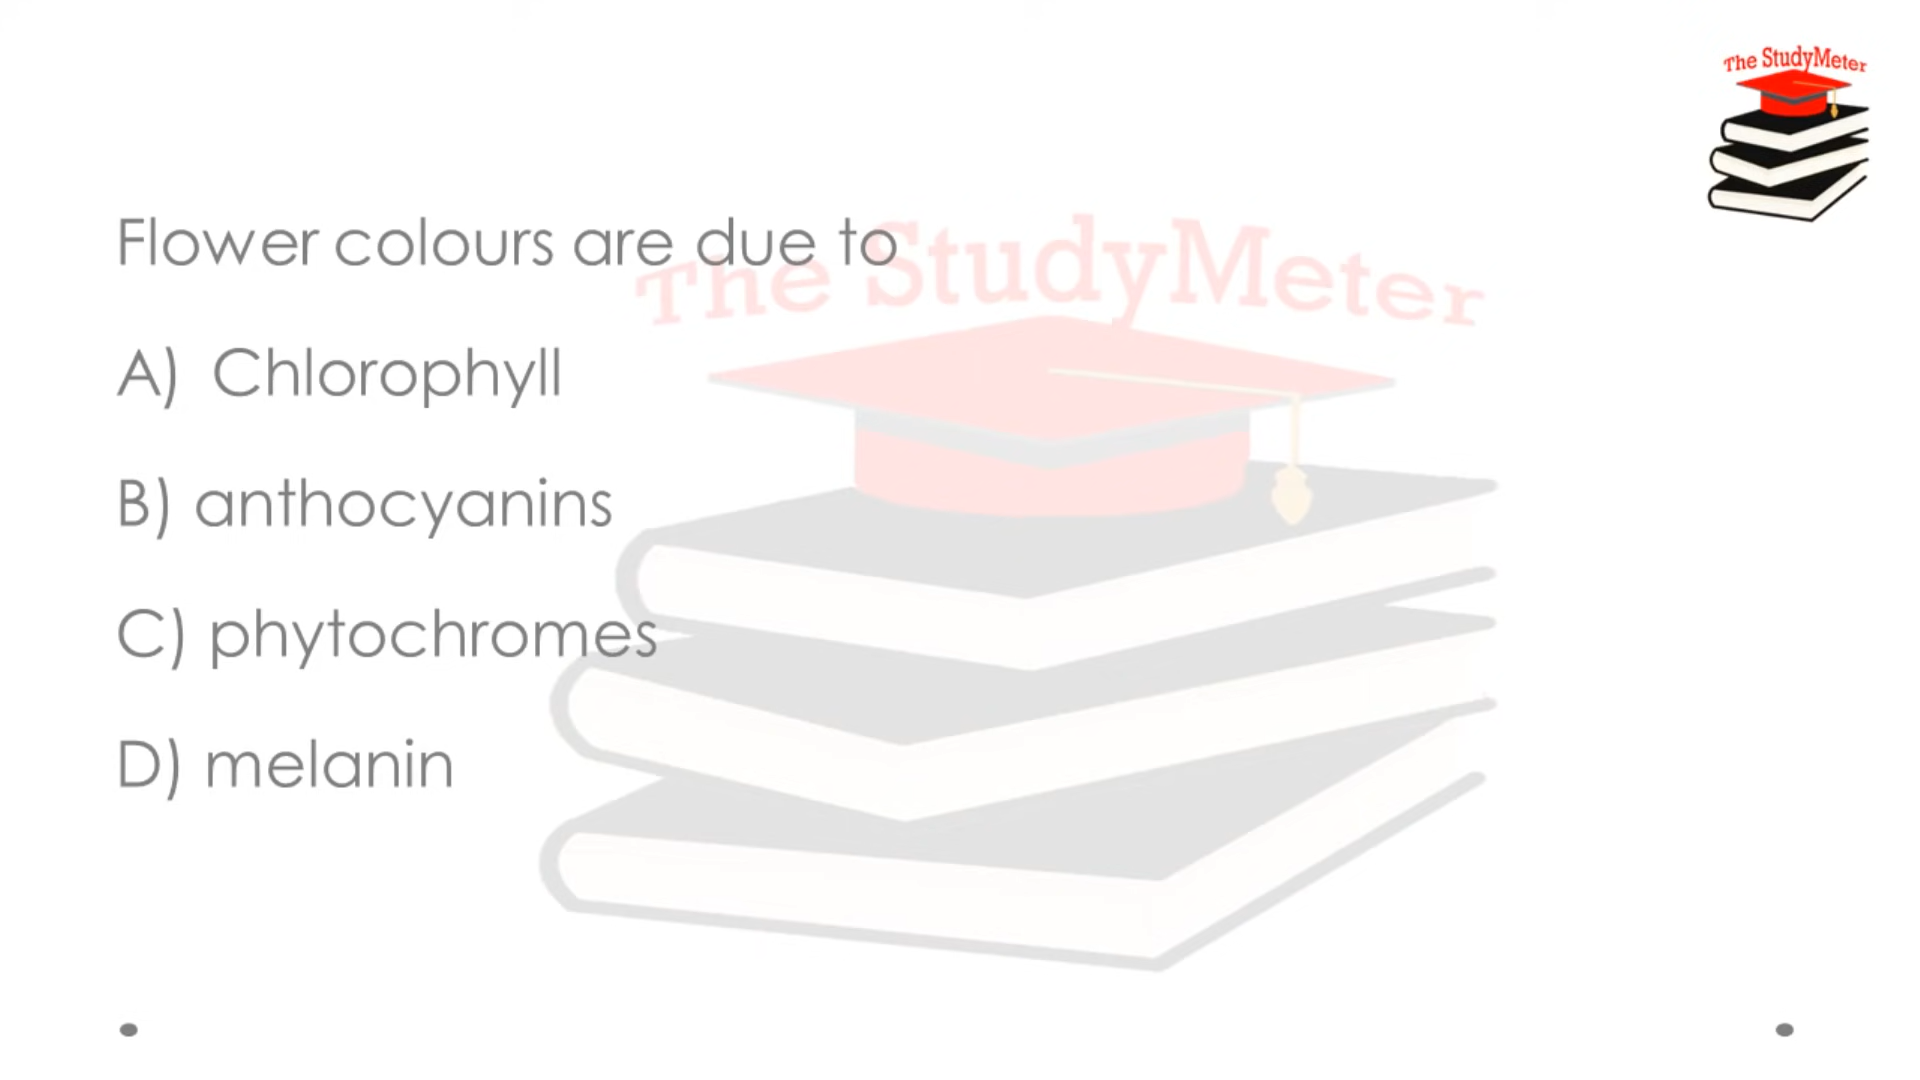 The StudyMeter
Flower colours are due to
The StudyMeter
A) Chlorophyll
B) anthocyanins
C) phytochromes
D) melanin